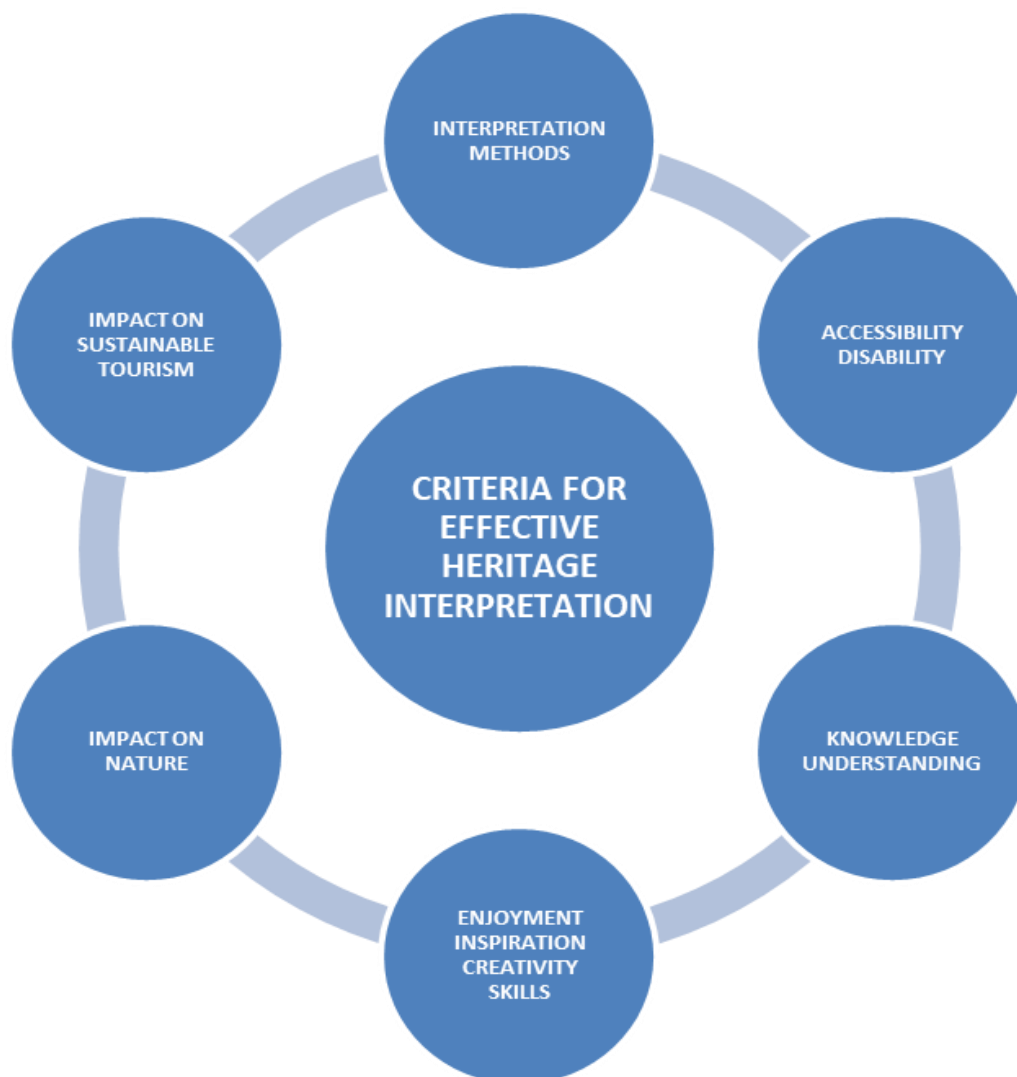 INTERPRETATION
METHODS
ACCESSIBILITY
DISABILITY
KNOWLEDGE
UNDERSTANDING
ENJOYMENT
INSPIRATION
CREATIVITY
SKILLS
IMPACT ON
NATURE
IMPACT ON
SUSTAINABLE
TOURISM
CRITERIA FOR
EFFECTIVE
HERITAGE
INTERPRETATION